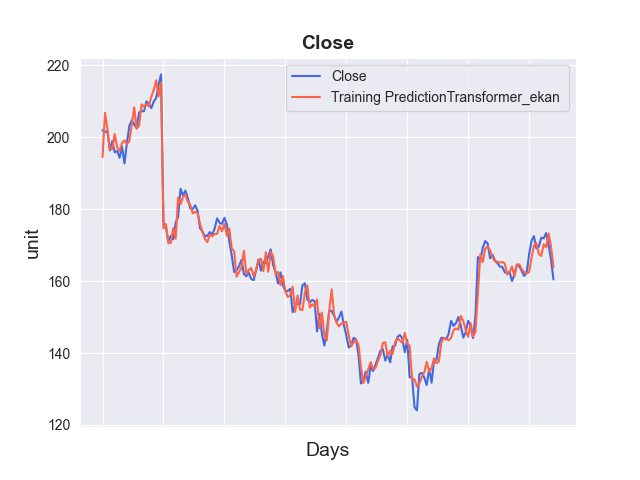 Close
220
200
180
160
140
120
unit
Days
Close
Training PredictionTransformer_ekan